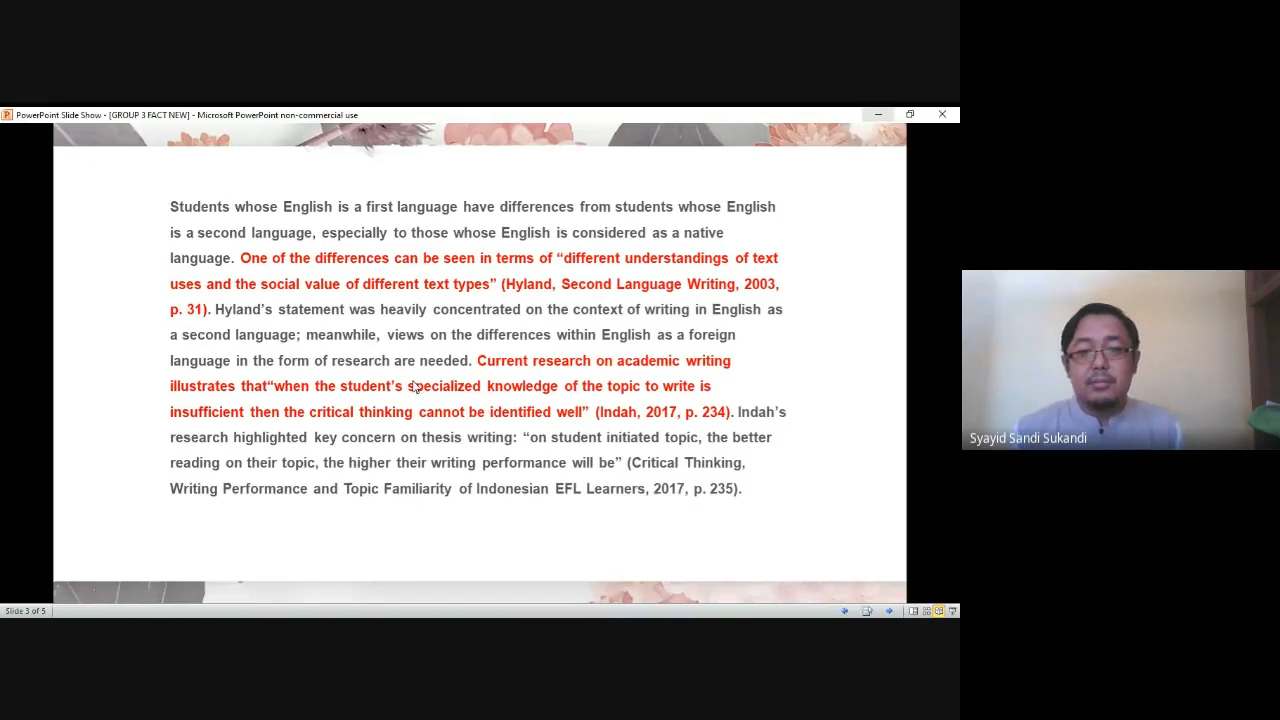 PowerPoint Slide Show - [GROUP 3 FACT NEW] - Microsoft PowerPoint non-commercial use
Students whose English is a first language have differences from students whose English
is a second language, especially to those whose English is considered as a native
language. One of the differences can be seen in terms of “different understandings of text
uses and the social value of different text types” (Hyland, Second Language Writing, 2003,
p. 31). Hyland’s statement was heavily concentrated on the context of writing in English as
a second language; meanwhile, views on the differences within English as a foreign
language in the form of research are needed. Current research on academic writing
illustrates that“when the student’s specialized knowledge of the topic to write is
insufficient then the critical thinking cannot be identified well” (Indah, 2017, p. 234). Indah’s
research highlighted key concern on thesis writing: “on student initiated topic, the better
reading on their topic, the higher their writing performance will be” (Critical Thinking,
Writing Performance and Topic Familiarity of Indonesian EFL Learners, 2017, p. 235).
Slide 3 of 5
Syayid Sandi Sukandi